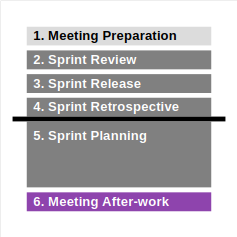 1. Meeting Preparation
2. Sprint Review
3. Sprint Release
4. Sprint Retrospective
5. Sprint Planning
6. Meeting After-work